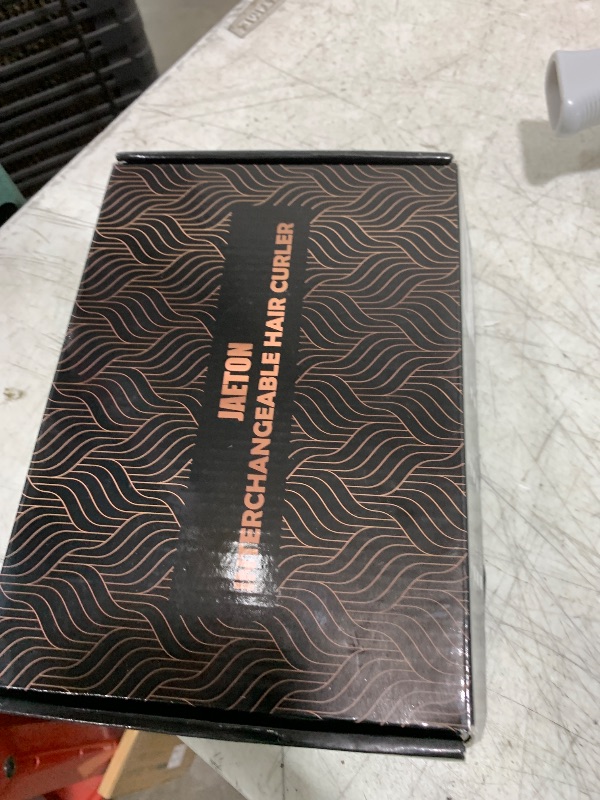 JAETON
INTERCHANGEABLE HAIR CURLER